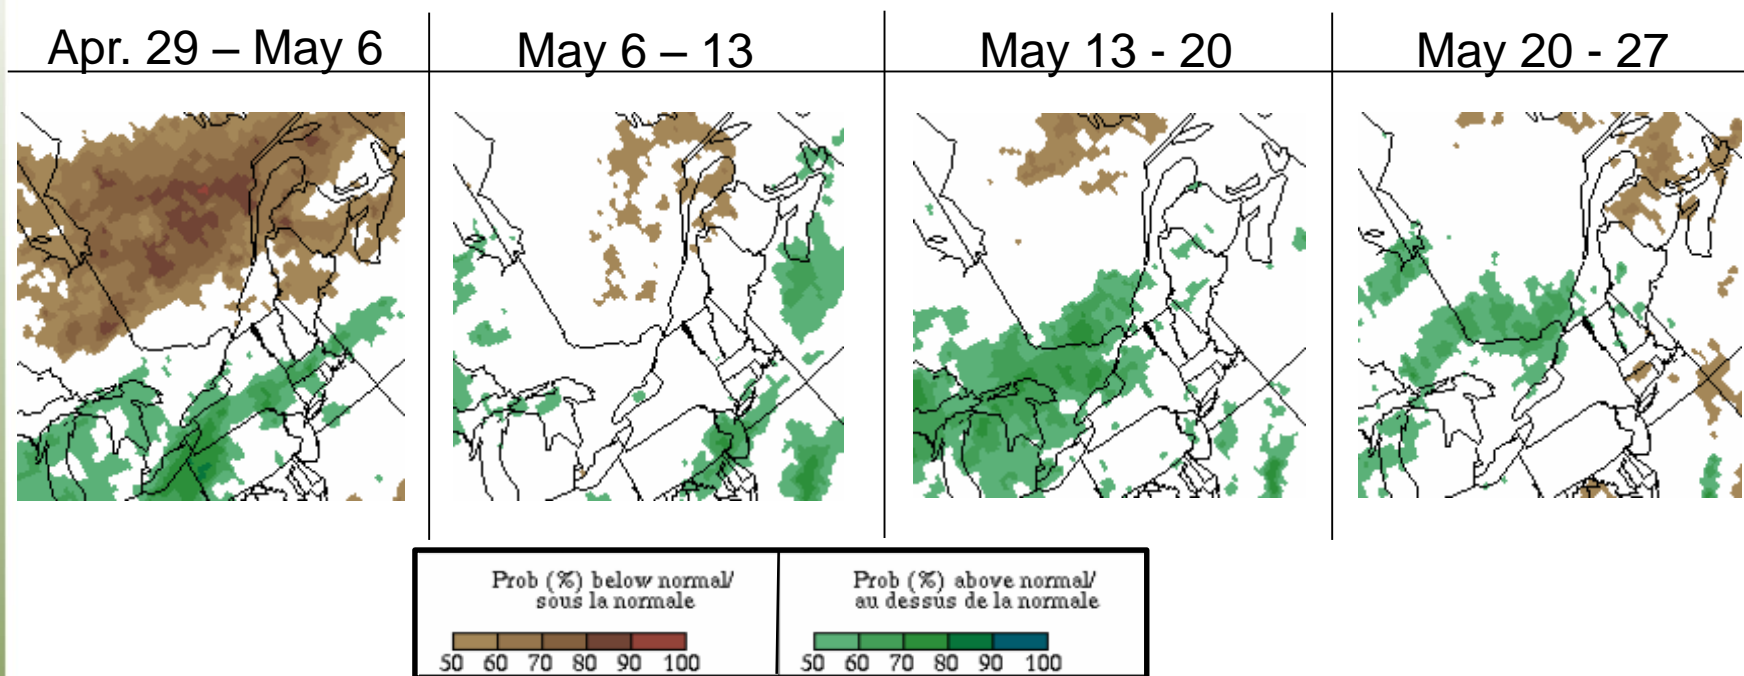 Apr. 29 – May 6
May 6 – 13
May 13 - 20
May 20 - 27
Prob (%) below normal/
sous la normale
50 60 70 80 90 100
Prob (%) above normal/
au dessus de la normale
50 60 70 80 90 100